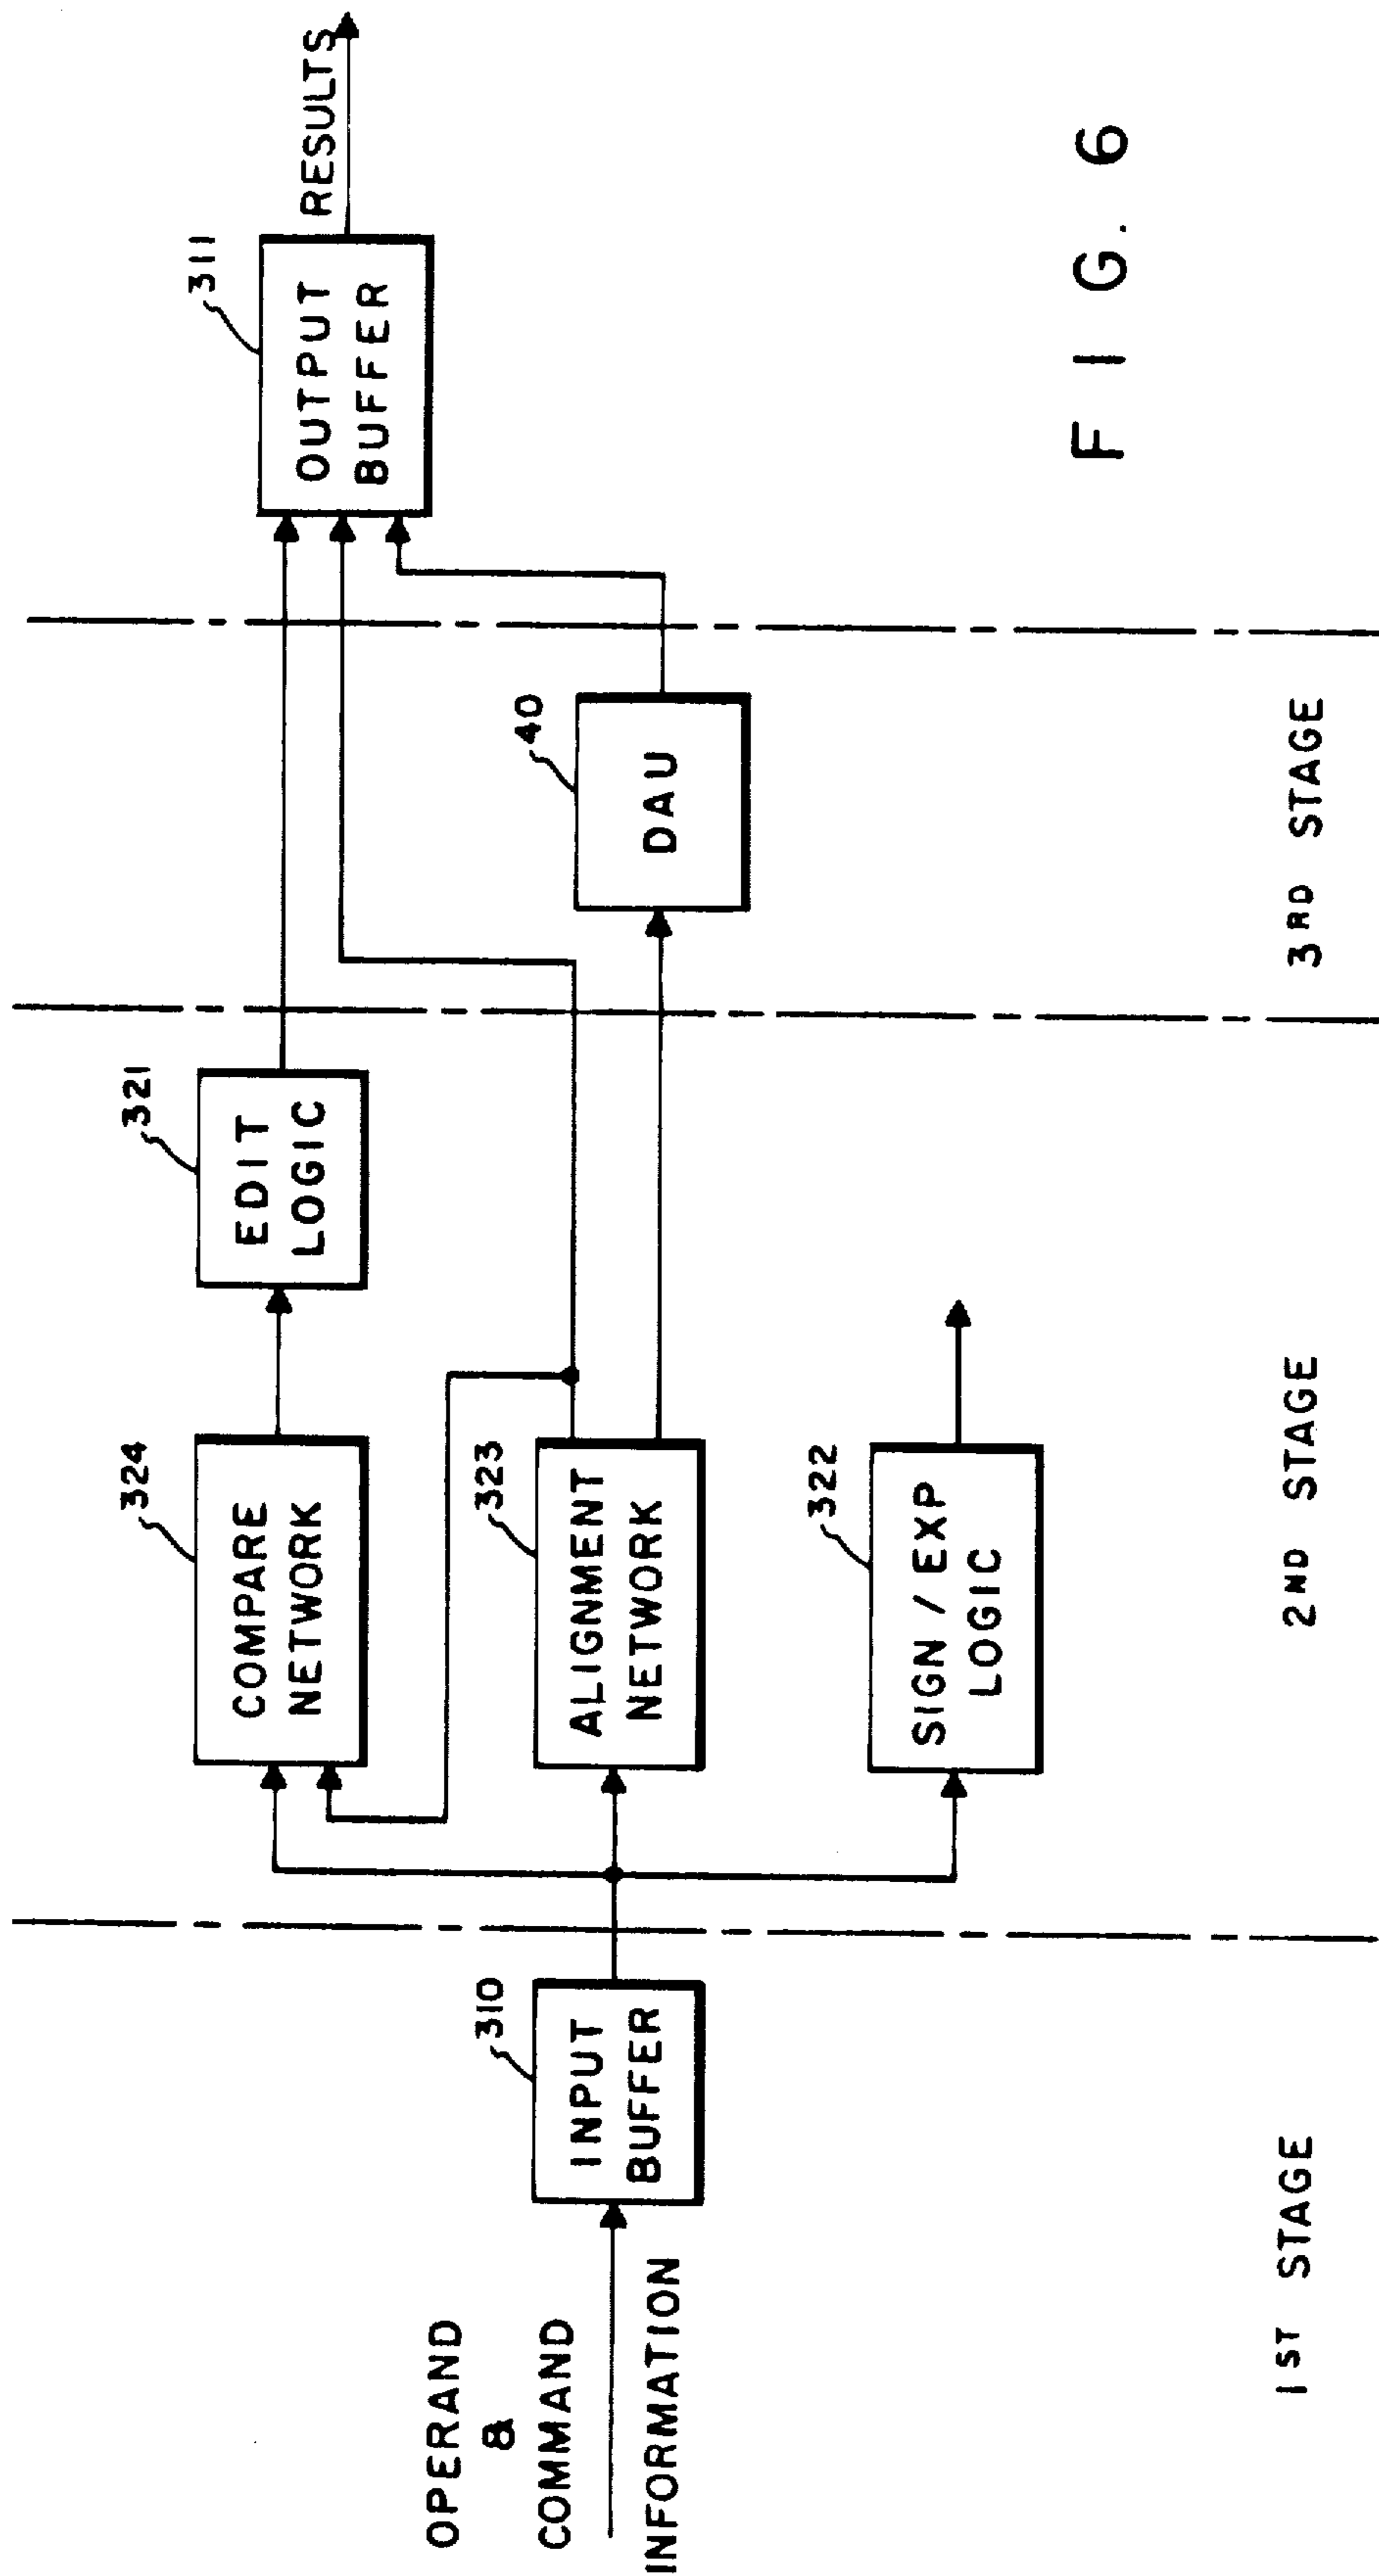 OPERAND
&
COMMAND
INFORMATION
310
INPUT
BUFFER
324
COMPARE
NETWORK
323
ALIGNMENT
NETWORK
322
SIGN / EXP
LOGIC
321
EDIT
LOGIC
40
DAU
311
OUTPUT
BUFFER
RESULTS
1ST STAGE
2ND STAGE
3RD STAGE
FIG. 6